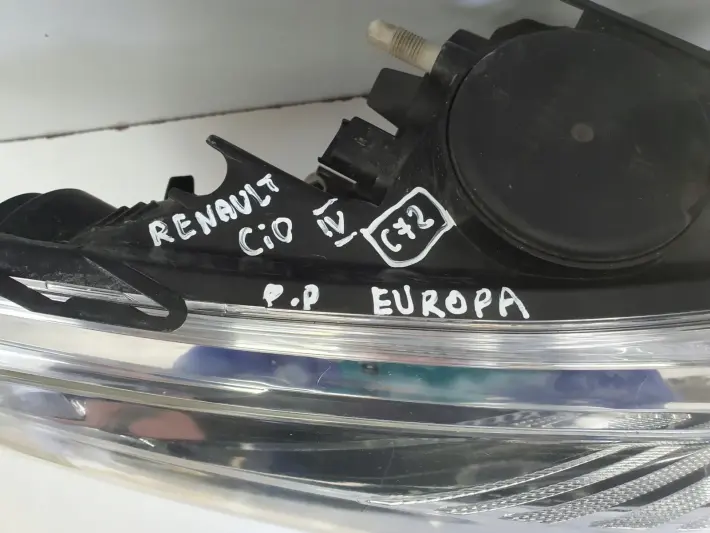 RENAULT
CiO IV C72
P.P EUROPA